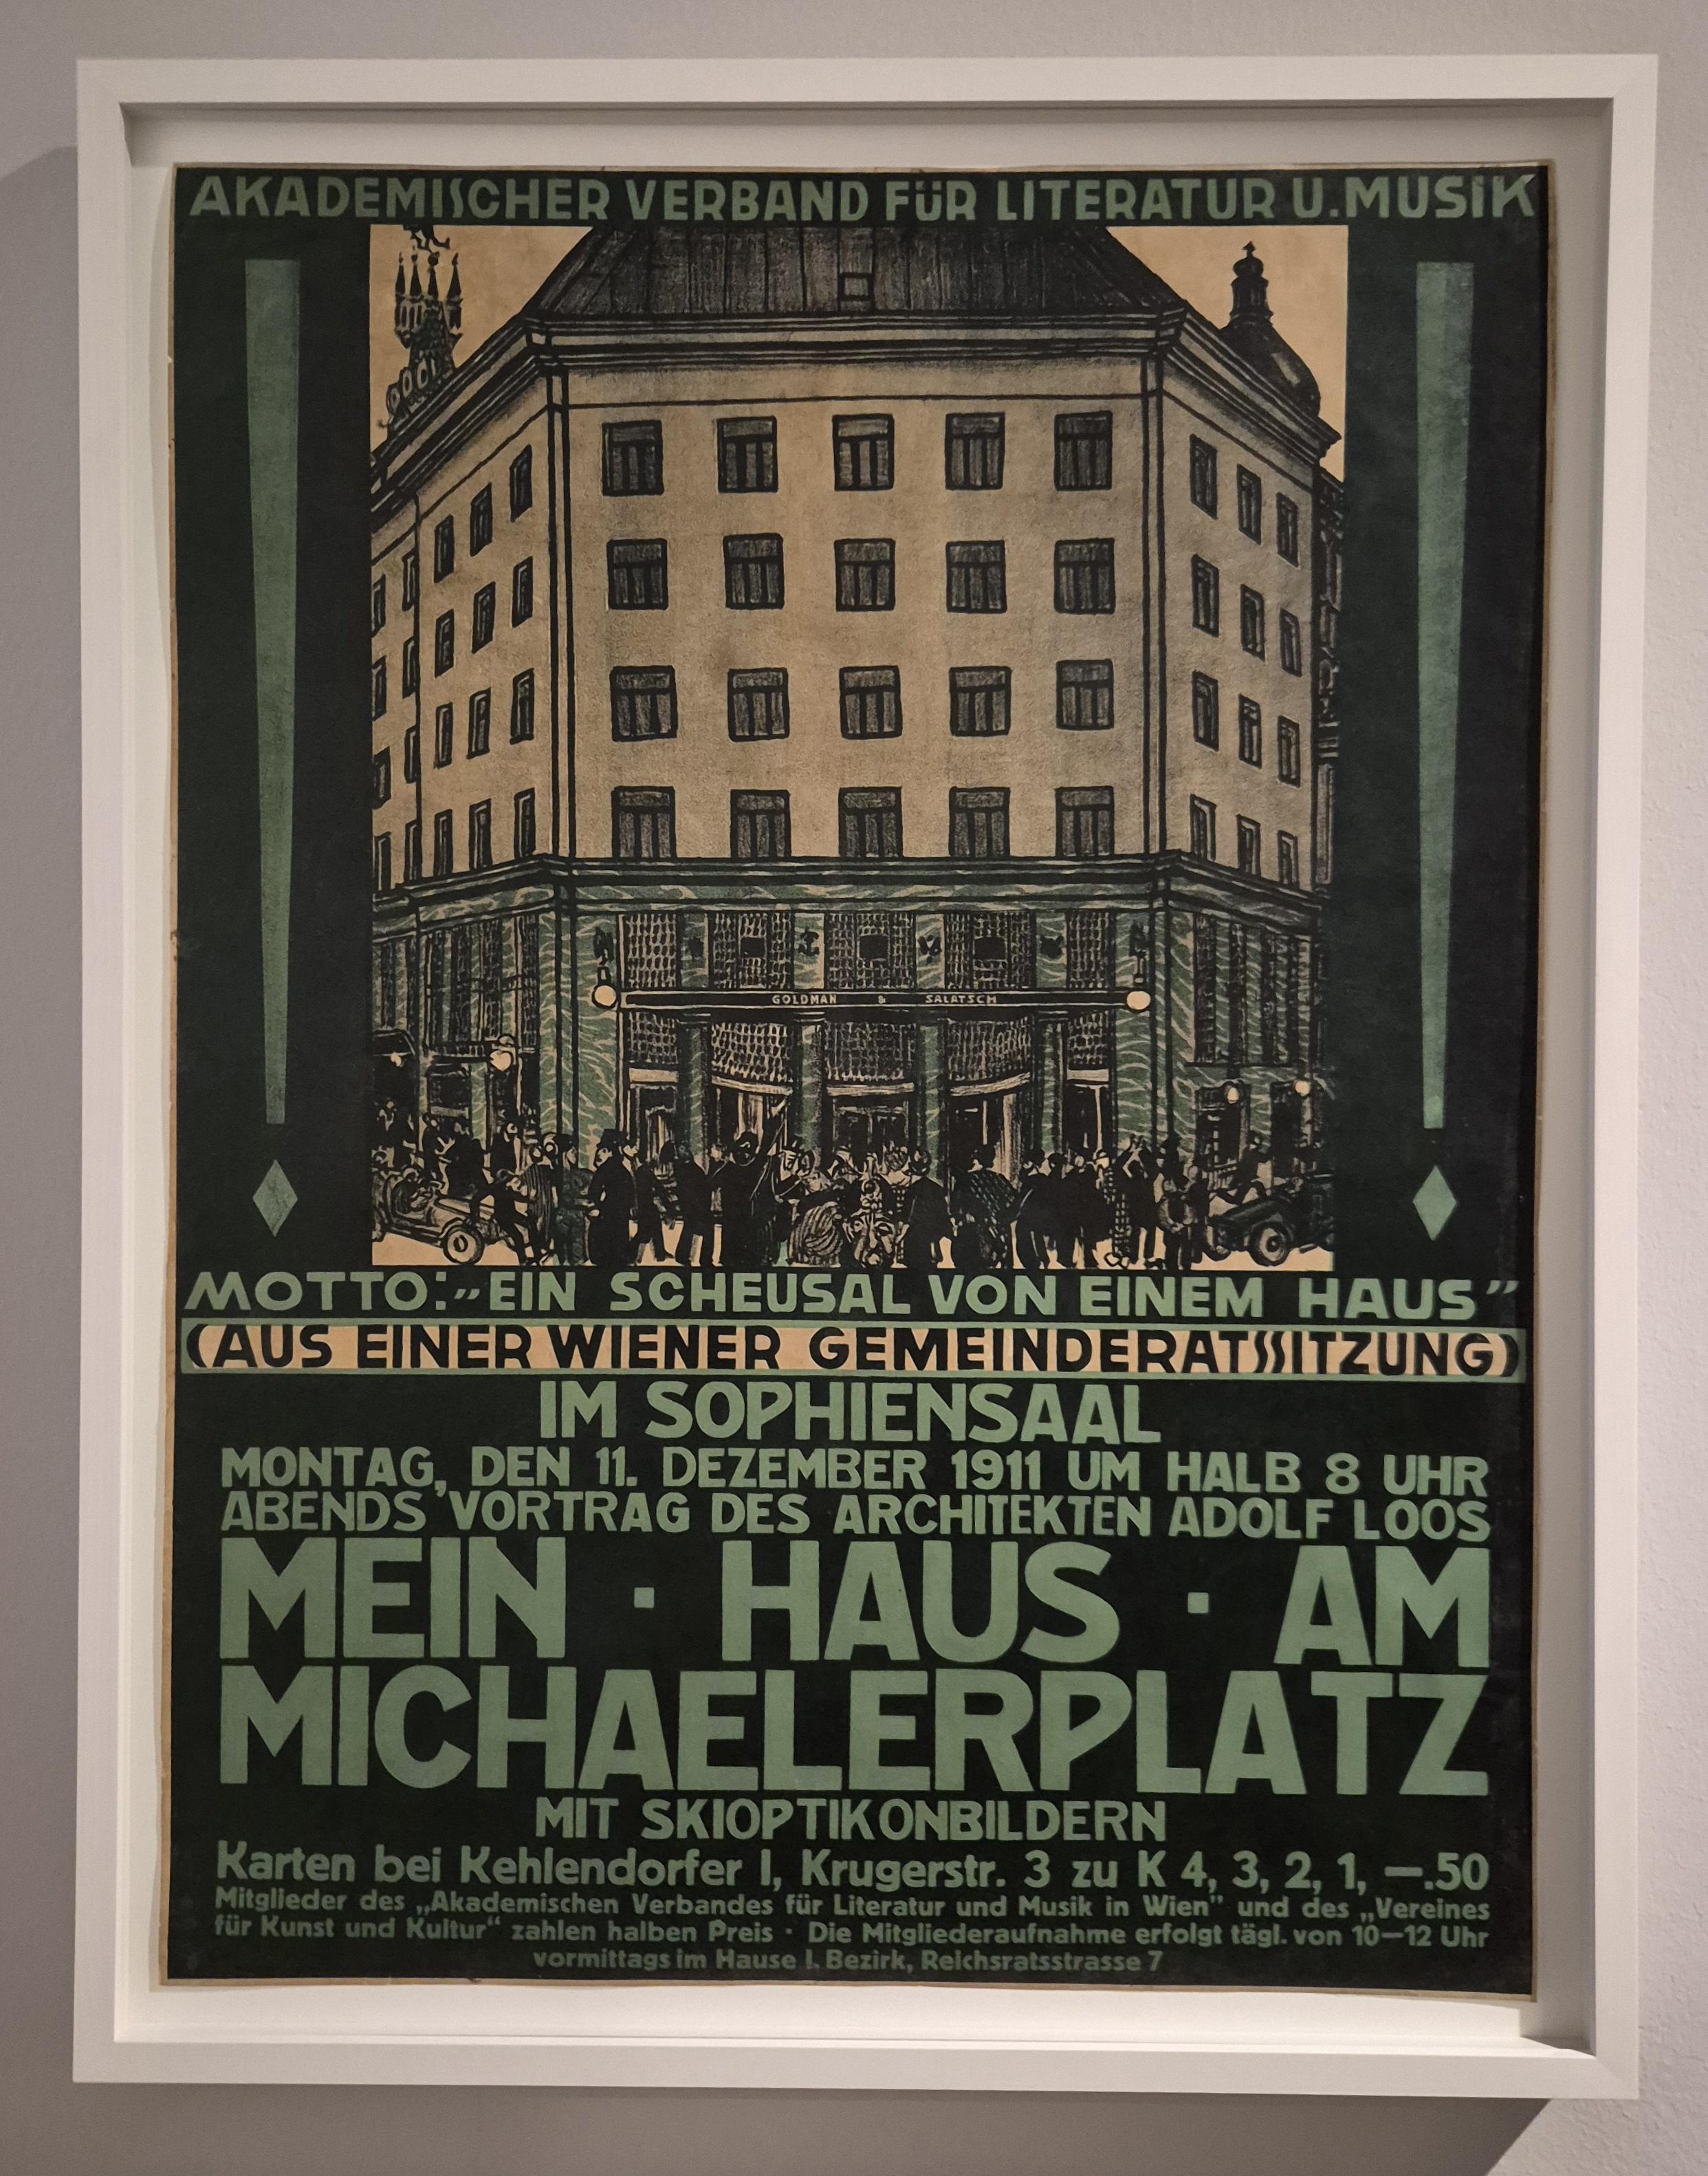 AKADEMISCHER VERBAND FÜR LITERATUR U. MUSIK
GOLDMAN & SALATSCH
MOTTO: „EIN SCHEUSAL VON EINEM HAUS"
(AUS EINER WIENER GEMEINDERATSSITZUNG)
IM SOPHIENSAAL
MONTAG, DEN 11. DEZEMBER 1911 UM HALB 8 UHR
ABENDS VORTRAG DES ARCHITEKTEN ADOLF LOOS
MEIN · HAUS · AM
MICHAELERPLATZ
MIT SKIOPTIKONBILDERN
Karten bei Kehlendorfer I, Krugerstr. 3 zu K 4, 3, 2, 1, —.50
Mitglieder des „Akademischen Verbandes für Literatur und Musik in Wien" und des „Vereines
für Kunst und Kultur" zahlen halben Preis · Die Mitgliederaufnahme erfolgt tägl. von 10—12 Uhr
vormittags im Hause I. Bezirk, Reichsratsstrasse 7